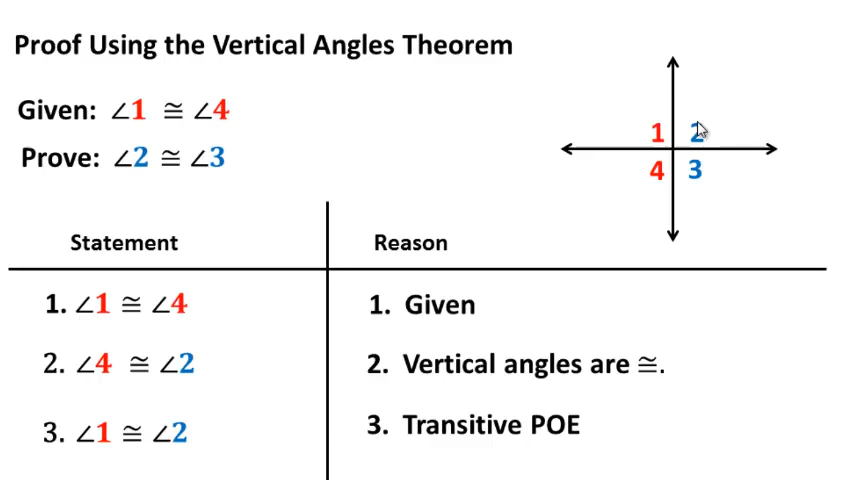 Proof Using the Vertical Angles Theorem
Given: ∠1 ≅ ∠4
Prove: ∠2 ≅ ∠3
1 2
4 3
Statement Reason
1. ∠1 ≅ ∠4 1. Given
2. ∠4 ≅ ∠2 2. Vertical angles are ≅.
3. ∠1 ≅ ∠2 3. Transitive POE